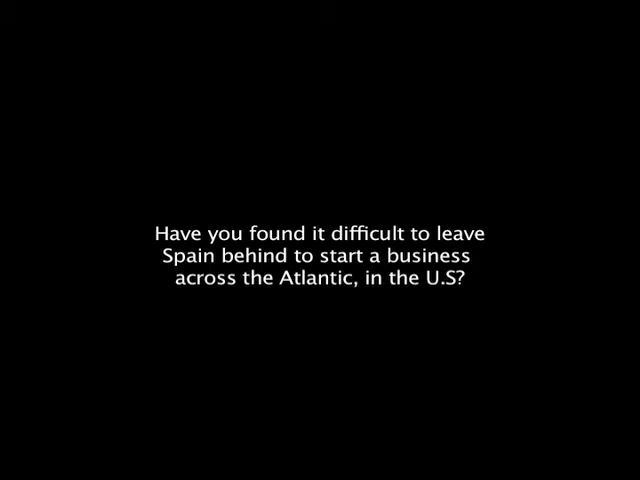 Have you found it difficult to leave
Spain behind to start a business
across the Atlantic, in the U.S?